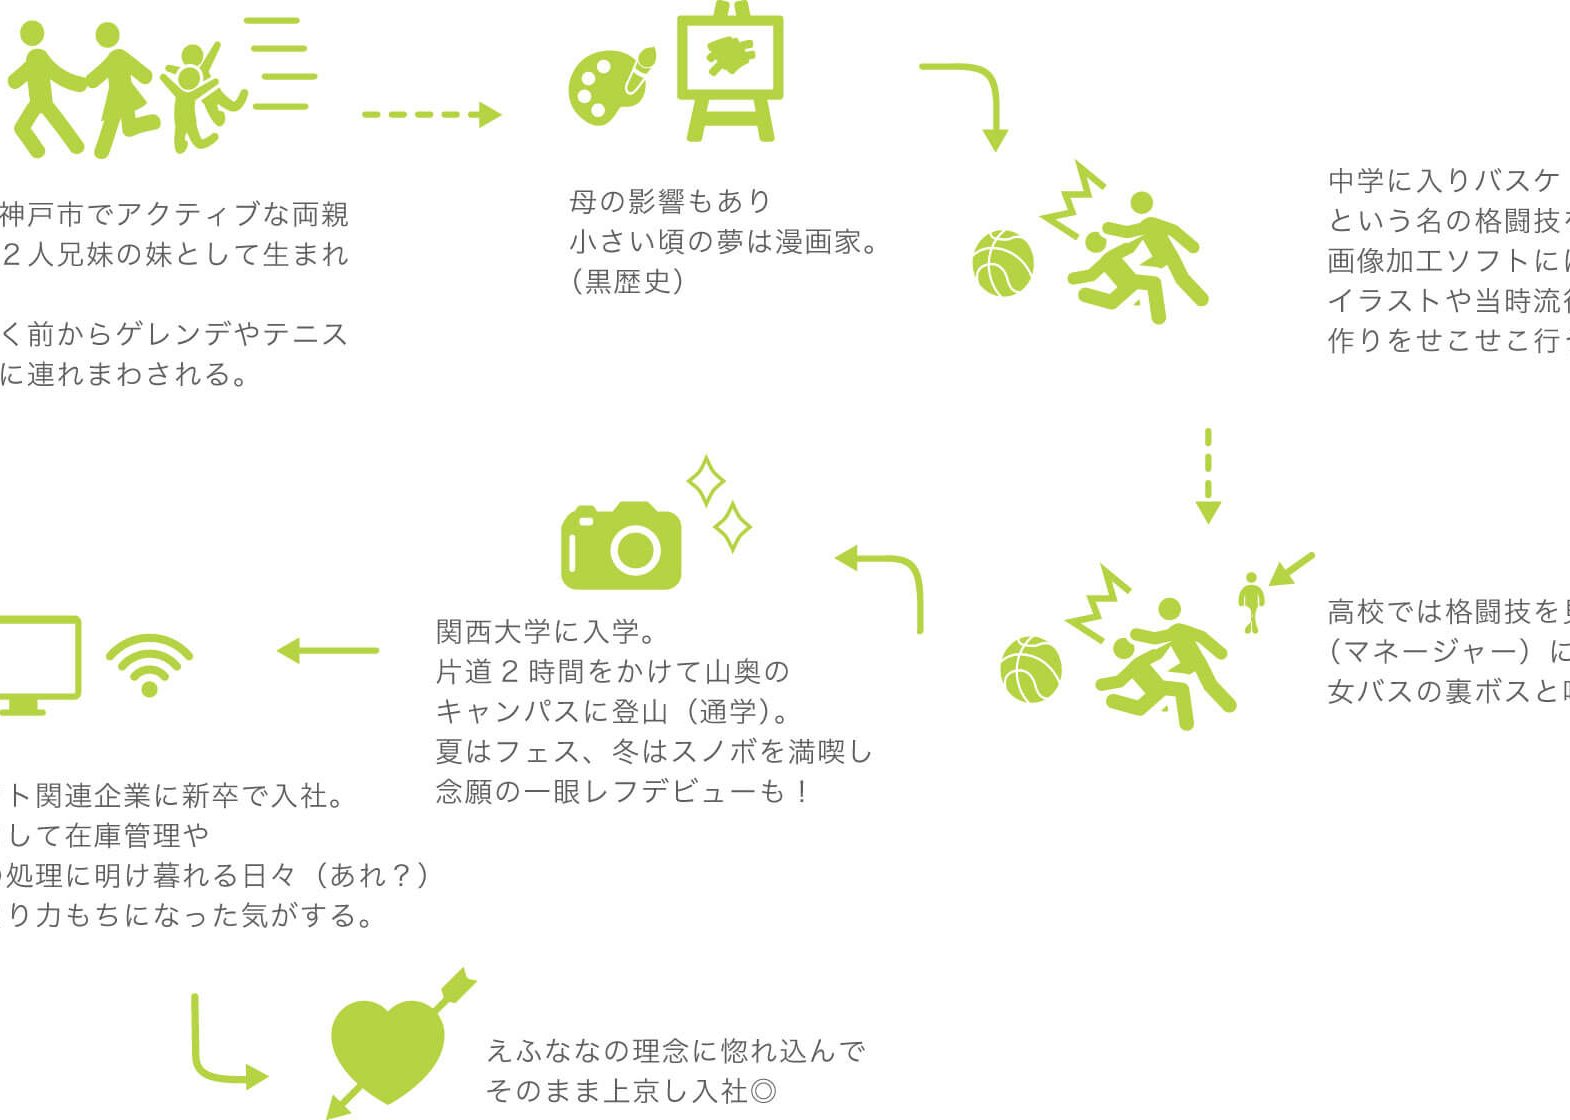 神戸市でアクティブな両親
２人兄妹の妹として生まれ
く前からゲレンデやテニス
に連れまわされる。
母の影響もあり
小さい頃の夢は漫画家。
（黒歴史）
中学に入りバスケ
という名の格闘技
画像加工ソフトに
イラストや当時流
作りをせこせこ行
高校では格闘技を
（マネージャー）に
女バスの裏ボスと
関西大学に入学。
片道２時間をかけて山奥の
キャンパスに登山（通学）。
夏はフェス、冬はスノボを満喫し
念願の一眼レフデビューも！
ト関連企業に新卒で入社。
して在庫管理や
処理に明け暮れる日々（あれ？）
り力もちになった気がする。
えふななの理念に惚れ込んで
そのまま上京し入社◎